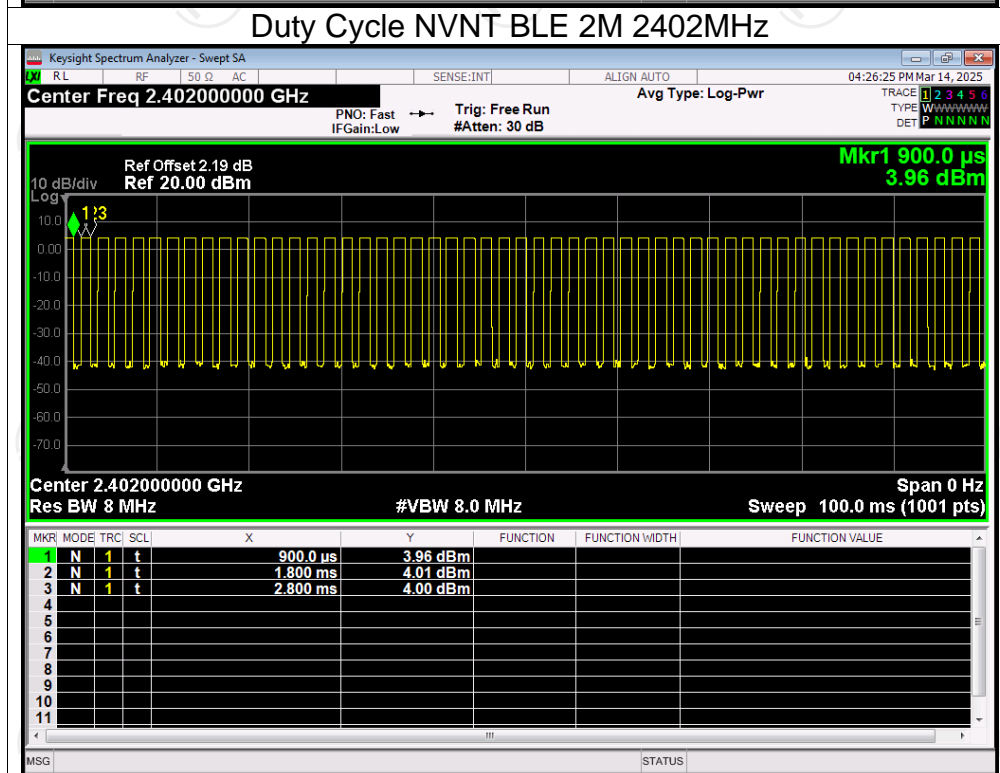 Duty Cycle NVNT BLE 2M 2402MHz
Keysight Spectrum Analyzer - Swept SA
LXI RL RF 50 Ω AC SENSE:INT ALIGN AUTO 04:26:25 PM Mar 14, 2025
Center Freq 2.402000000 GHz Avg Type: Log-Pwr TRACE 1 2 3 4 5 6
PNO: Fast Trig: Free Run TYPE WWWWWWW
IFGain:Low #Atten: 30 dB DET P N N N N N
Mkr1 900.0 µs
Ref Offset 2.19 dB
10 dB/div Ref 20.00 dBm 3.96 dBm
Log
1 2 3
10.0
0.00
-10.0
-20.0
-30.0
-40.0
-50.0
-60.0
-70.0
Center 2.402000000 GHz Span 0 Hz
Res BW 8 MHz #VBW 8.0 MHz Sweep 100.0 ms (1001 pts)
MKR MODE TRC SCL X Y FUNCTION FUNCTION WIDTH FUNCTION VALUE
1 N 1 t 900.0 µs 3.96 dBm
2 N 1 t 1.800 ms 4.01 dBm
3 N 1 t 2.800 ms 4.00 dBm
4
5
6
7
8
9
10
11
MSG STATUS